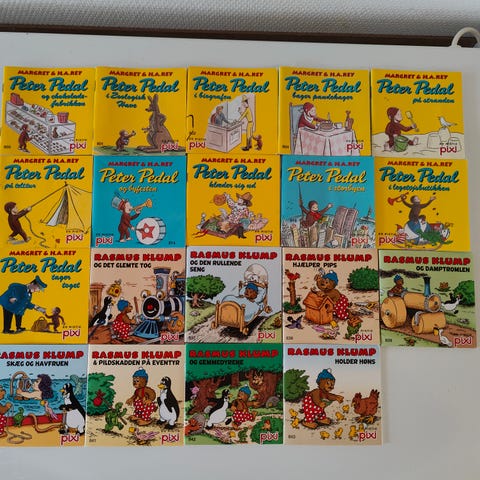 MARGRET & H.A. REY
Peter Pedal
og chokolade-
fabrikken
pixi
MARGRET & H.A. REY
Peter Pedal
i Zoologisk
Have
pixi
MARGRET & H.A. REY
Peter Pedal
i biografen
pixi
MARGRET & H.A. REY
Peter Pedal
bager pandekager
pixi
MARGRET & H.A. REY
Peter Pedal
på stranden
pixi
MARGRET & H.A. REY
Peter Pedal
på telttur
pixi
MARGRET & H.A. REY
Peter Pedal
og byfesten
pixi
MARGRET & H.A. REY
Peter Pedal
klæder sig ud
pixi
MARGRET & H.A. REY
Peter Pedal
i storbyen
pixi
MARGRET & H.A. REY
Peter Pedal
i legetøjsbutikken
pixi
MARGRET & H.A. REY
Peter Pedal
tager
toget
pixi
RASMUS KLUMP
OG DET GLEMTE TOG
pixi
RASMUS KLUMP
OG DEN RULLENDE
SENG
pixi
RASMUS KLUMP
HJÆLPER PIPS
pixi
RASMUS KLUMP
OG DAMPTROMLEN
pixi
RASMUS KLUMP
SKÆG OG HAVFRUEN
pixi
RASMUS KLUMP
& PILDSKADDEN PÅ EVENTYR
841
pixi
RASMUS KLUMP
OG GEMMEDYRENE
842
pixi
RASMUS KLUMP
HOLDER HØNS
843
pixi